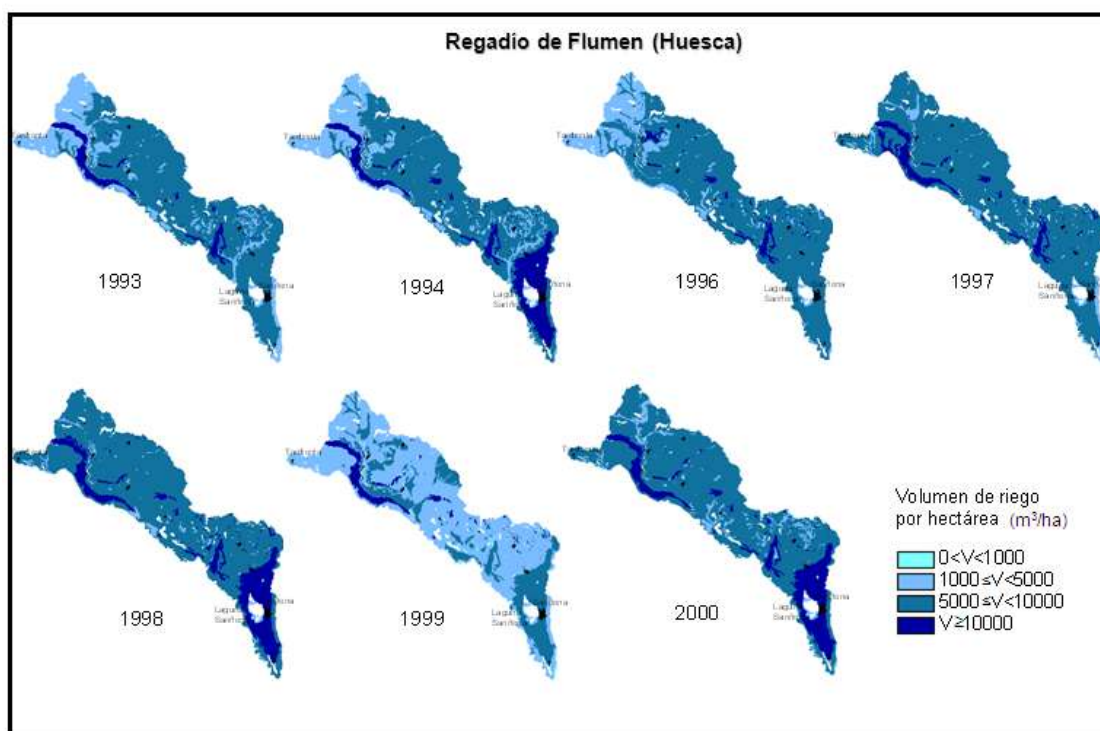 Regadío de Flumen (Huesca)
1993
1994
1996
1997
1998
1999
2000
Volumen de riego
por hectárea (m³/ha)
0<V<1000
1000≤V<5000
5000≤V<10000
V≥10000